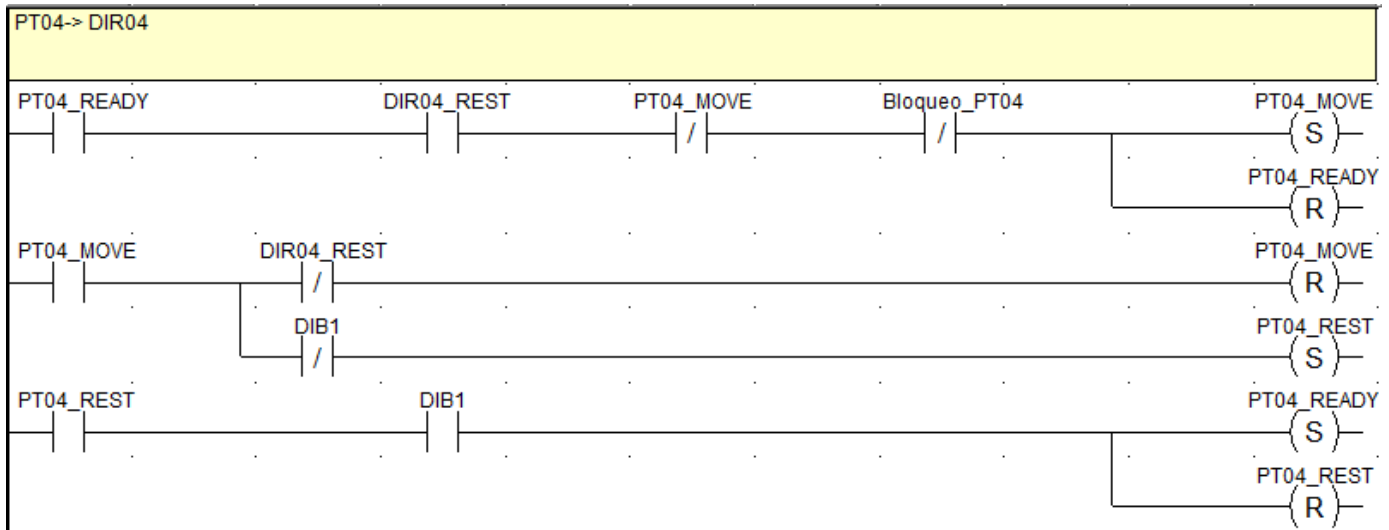 PT04-> DIR04
PT04_READY DIR04_REST PT04_MOVE Bloqueo_PT04 PT04_MOVE
/ / S
PT04_READY
R
PT04_MOVE DIR04_REST PT04_MOVE
/ R
DIB1 PT04_REST
/ S
PT04_REST DIB1 PT04_READY
S
PT04_REST
R